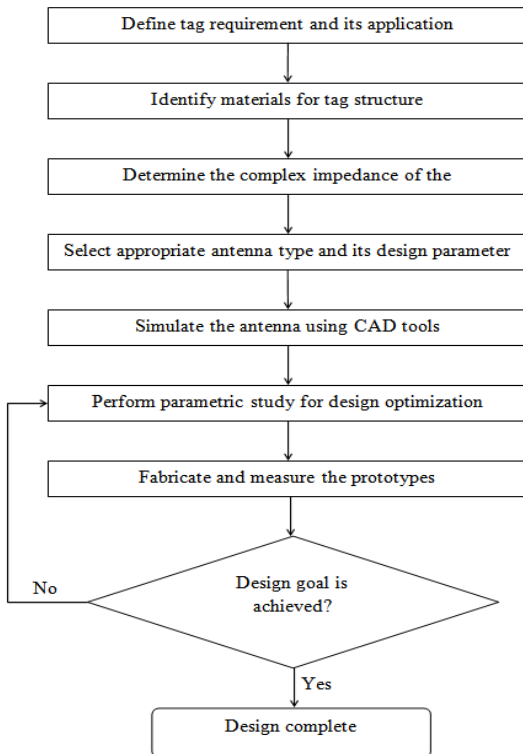 Define tag requirement and its application
Identify materials for tag structure
Determine the complex impedance of the
Select appropriate antenna type and its design parameter
Simulate the antenna using CAD tools
Perform parametric study for design optimization
Fabricate and measure the prototypes
Design goal is
achieved?
No
Yes
Design complete